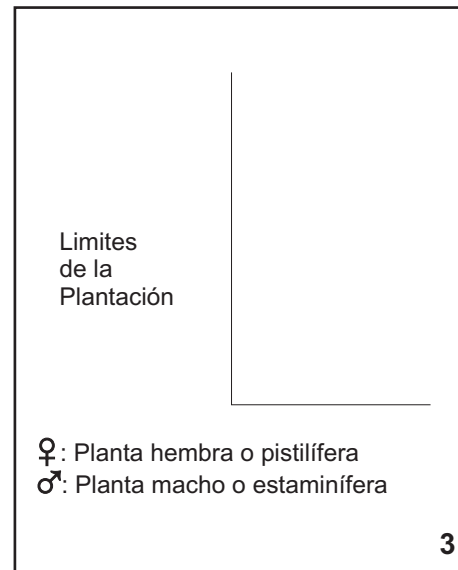 Limites
de la
Plantación
♀: Planta hembra o pistilífera
♂: Planta macho o estaminífera
3